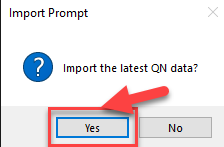 Import Prompt
Import the latest QN data?
Yes
No